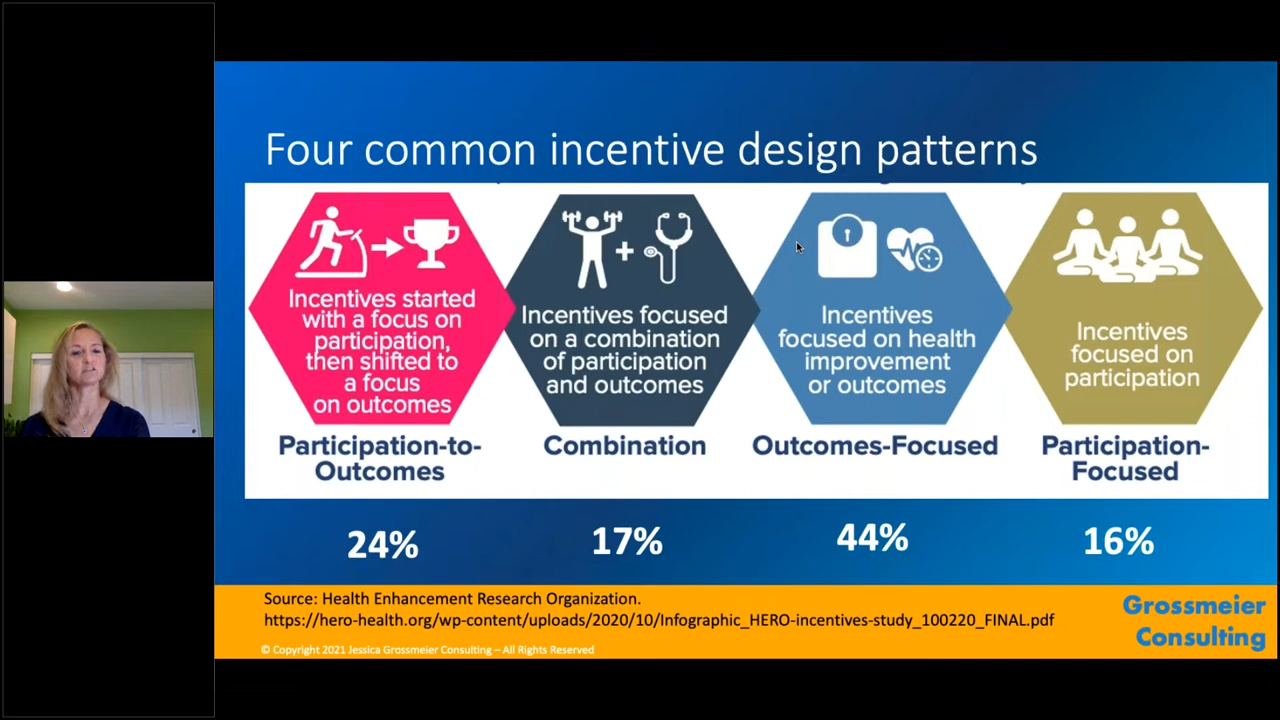 Four common incentive design patterns
Incentives started
with a focus on
participation,
then shifted to
a focus
on outcomes
Participation-to-
Outcomes
24%
Incentives focused
on a combination
of participation
and outcomes
Combination
17%
Incentives
focused on health
improvement
or outcomes
Outcomes-Focused
44%
Incentives
focused on
participation
Participation-
Focused
16%
Source: Health Enhancement Research Organization.
https://hero-health.org/wp-content/uploads/2020/10/Infographic_HERO-incentives-study_100220_FINAL.pdf
© Copyright 2021 Jessica Grossmeier Consulting – All Rights Reserved
Grossmeier
Consulting